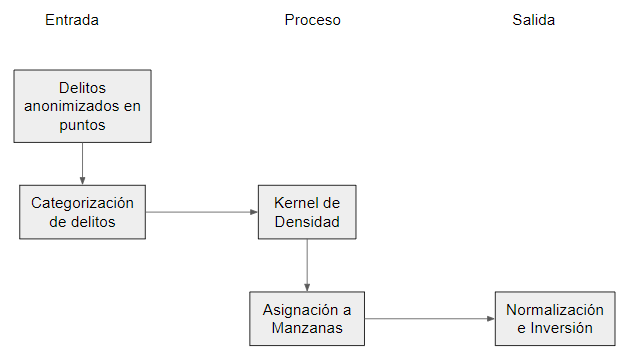 Entrada
Proceso
Salida
Delitos
anonimizados en
puntos
Categorización
de delitos
Kernel de
Densidad
Asignación a
Manzanas
Normalización
e Inversión